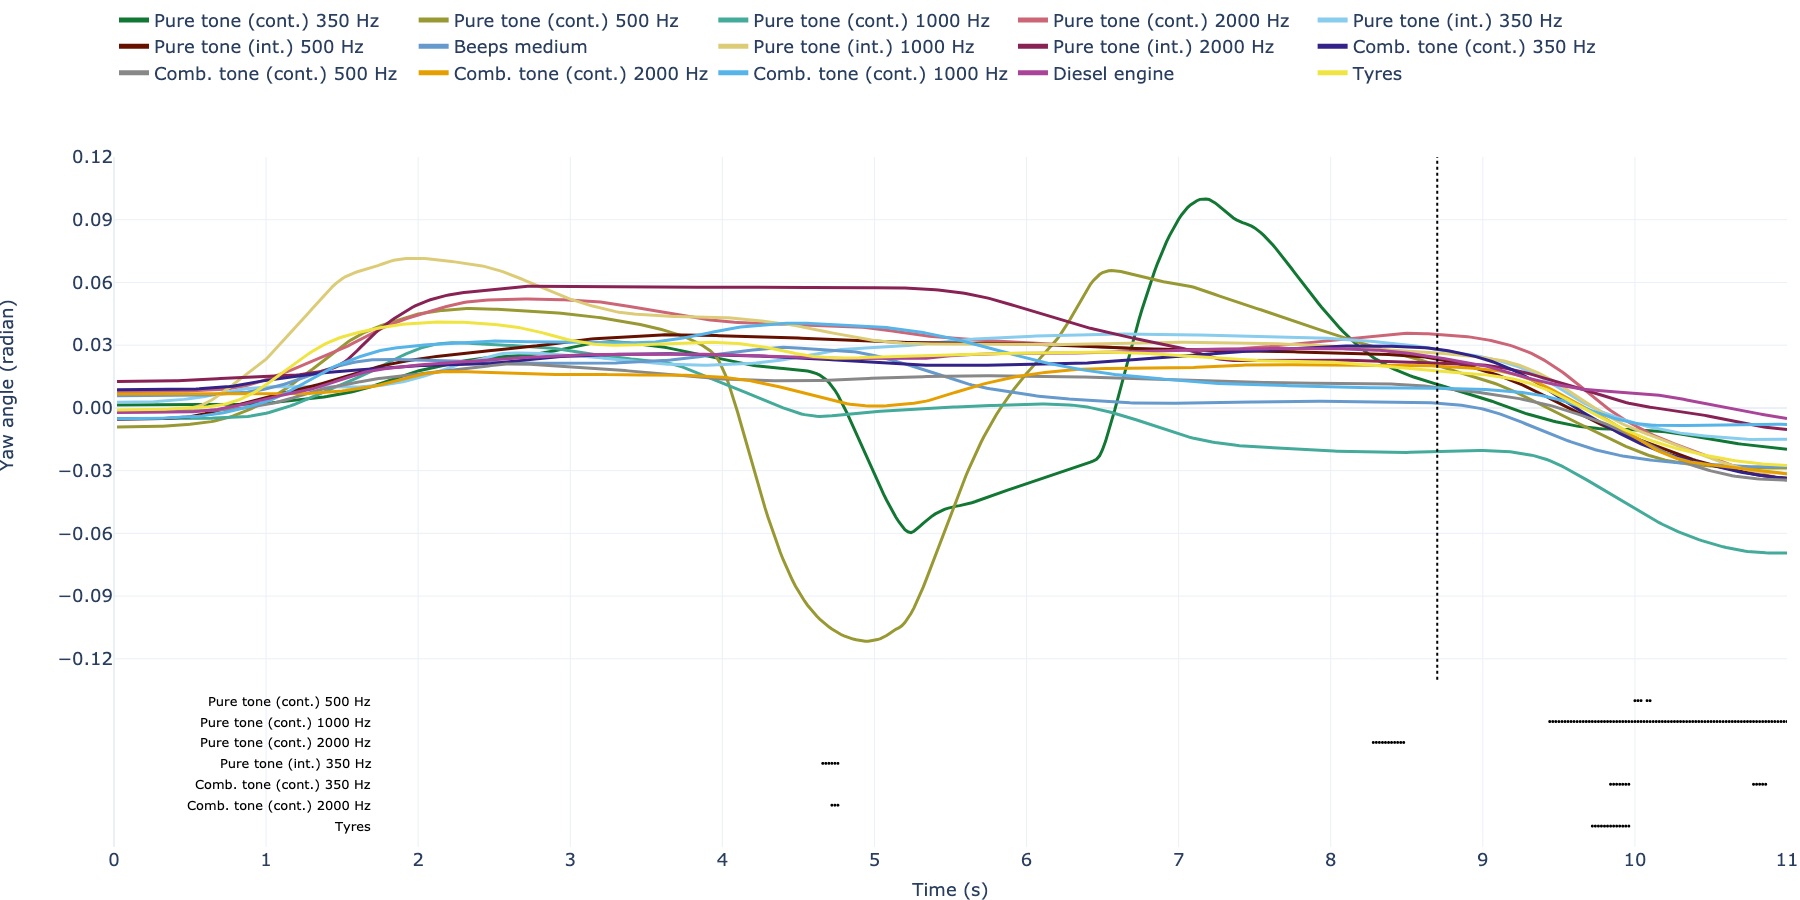 Pure tone (cont.) 350 Hz Pure tone (cont.) 500 Hz Pure tone (cont.) 1000 Hz Pure tone (cont.) 2000 Hz Pure tone (int.) 350 Hz
Pure tone (int.) 500 Hz Beeps medium Pure tone (int.) 1000 Hz Pure tone (int.) 2000 Hz Comb. tone (cont.) 350 Hz
Comb. tone (cont.) 500 Hz Comb. tone (cont.) 2000 Hz Comb. tone (cont.) 1000 Hz Diesel engine Tyres
Yaw angle (radian)
0.12
0.09
0.06
0.03
0.00
−0.03
−0.06
−0.09
−0.12
Pure tone (cont.) 500 Hz
Pure tone (cont.) 1000 Hz
Pure tone (cont.) 2000 Hz
Pure tone (int.) 350 Hz
Comb. tone (cont.) 350 Hz
Comb. tone (cont.) 2000 Hz
Tyres
0 1 2 3 4 5 6 7 8 9 10 11
Time (s)